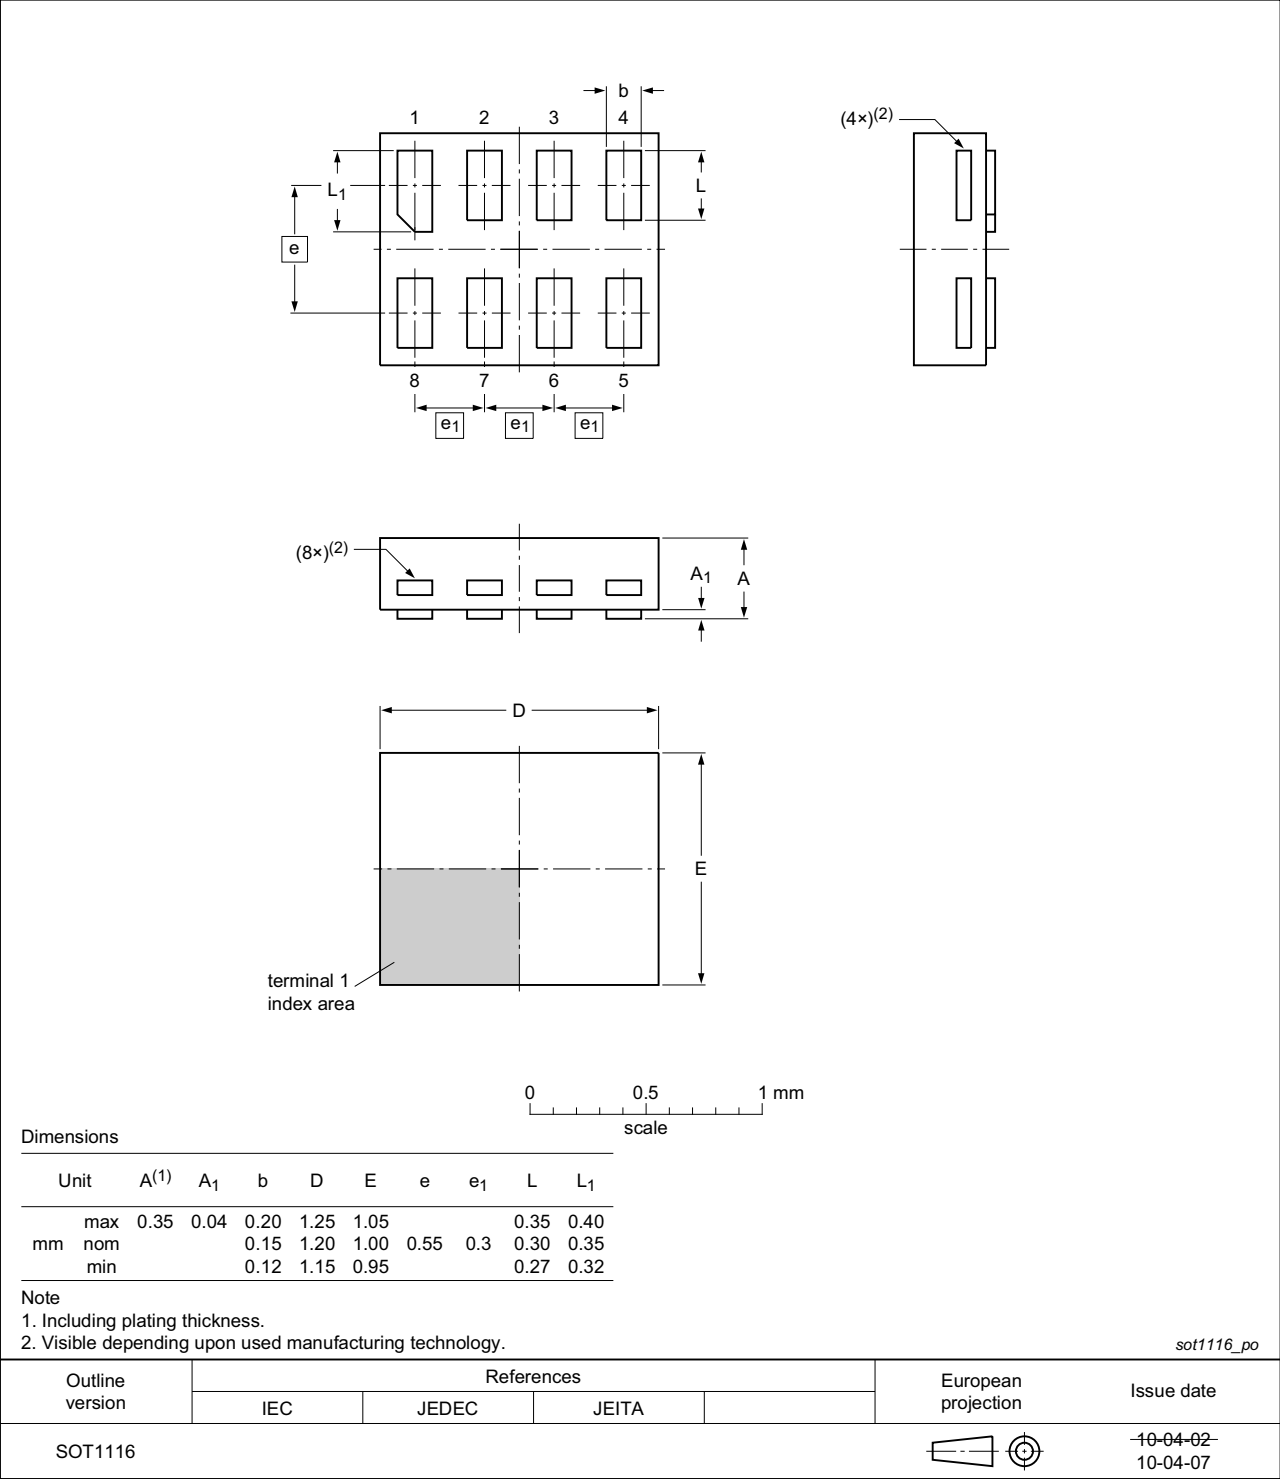 b
1 2 3 4
(4×)(2)
L1
L
e
8 7 6 5
e1 e1 e1
(8×)(2)
A1 A
D
E
terminal 1
index area
0 0.5 1 mm
scale
Dimensions
Unit A(1) A1 b D E e e1 L L1
max 0.35 0.04 0.20 1.25 1.05 0.35 0.40
mm nom 0.15 1.20 1.00 0.55 0.3 0.30 0.35
min 0.12 1.15 0.95 0.27 0.32
Note
1. Including plating thickness.
2. Visible depending upon used manufacturing technology.
sot1116_po
Outline
version
References
IEC JEDEC JEITA
European
projection
Issue date
SOT1116
10-04-02
10-04-07